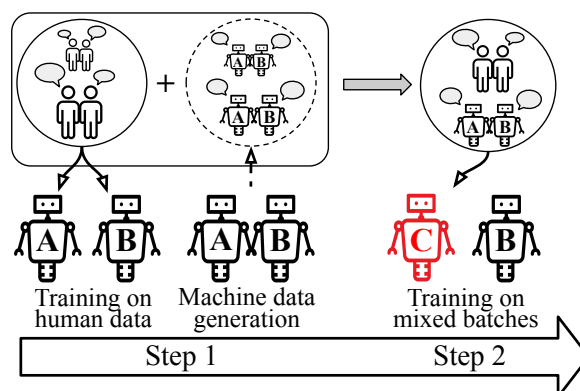 A B
+
A B
A B
A B
A B
A B
C B
Training on
human data
Machine data
generation
Training on
mixed batches
Step 1
Step 2